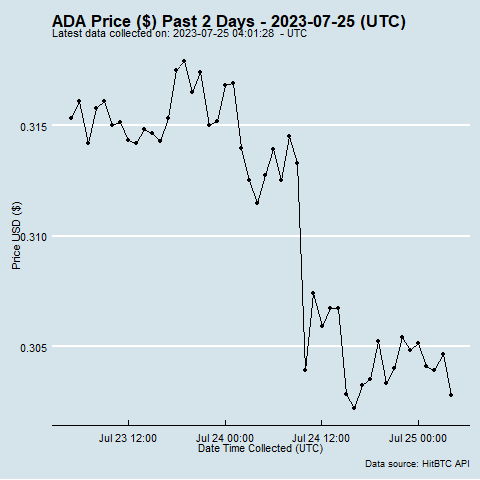 ADA Price ($) Past 2 Days - 2023-07-25 (UTC)
Latest data collected on: 2023-07-25 04:01:28 - UTC
0.315
0.310
0.305
Price USD ($)
Jul 23 12:00 Jul 24 00:00 Jul 24 12:00 Jul 25 00:00
Date Time Collected (UTC)
Data source: HitBTC API